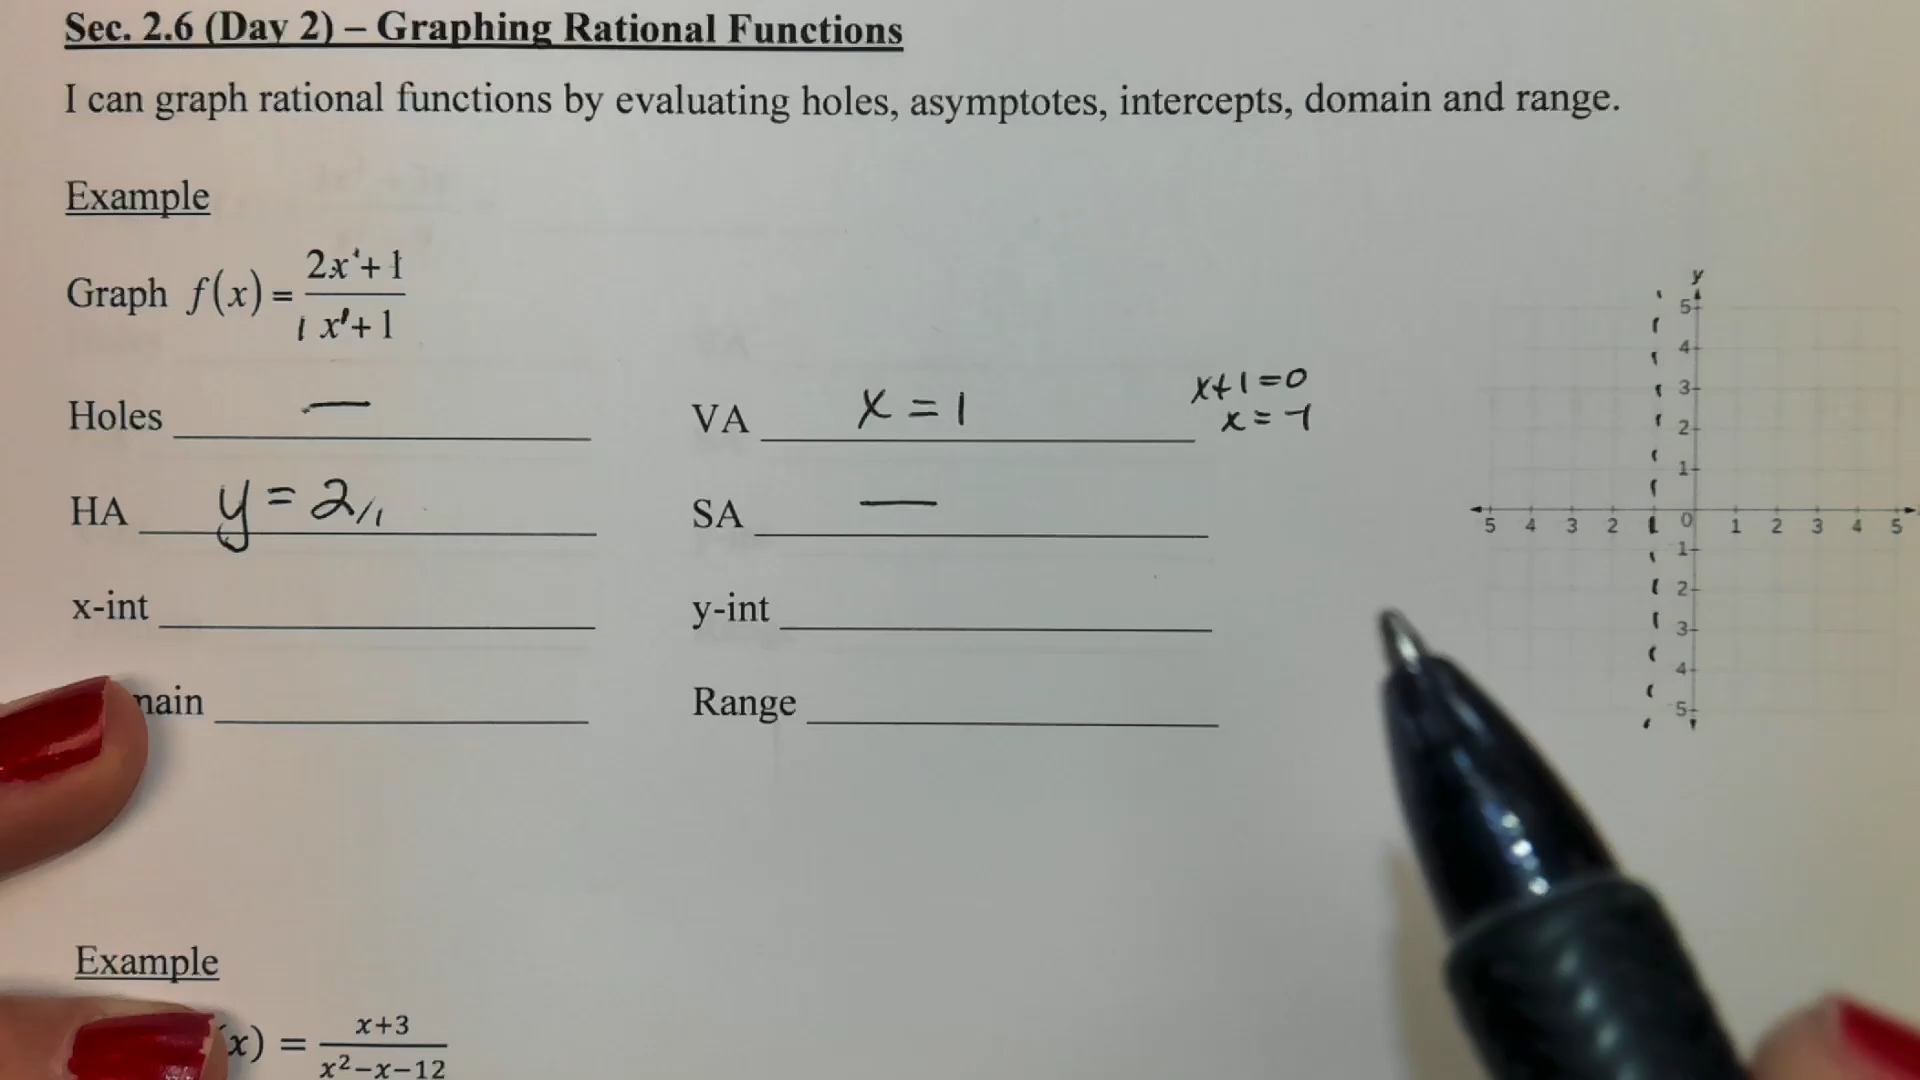 Sec. 2.6 (Day 2) – Graphing Rational Functions
I can graph rational functions by evaluating holes, asymptotes, intercepts, domain and range.
Example
Graph f(x) = (2x¹+1)/(1 x¹+1)
Holes — VA x = 1
x+1=0
x = -1
HA y = 2/1 SA —
x-int y-int
main Range
Example
(x) = (x+3)/(x²−x−12)
y
5
4
3
2
1
5 4 3 2 1 0 1 2 3 4 5
1
2
3
4
5